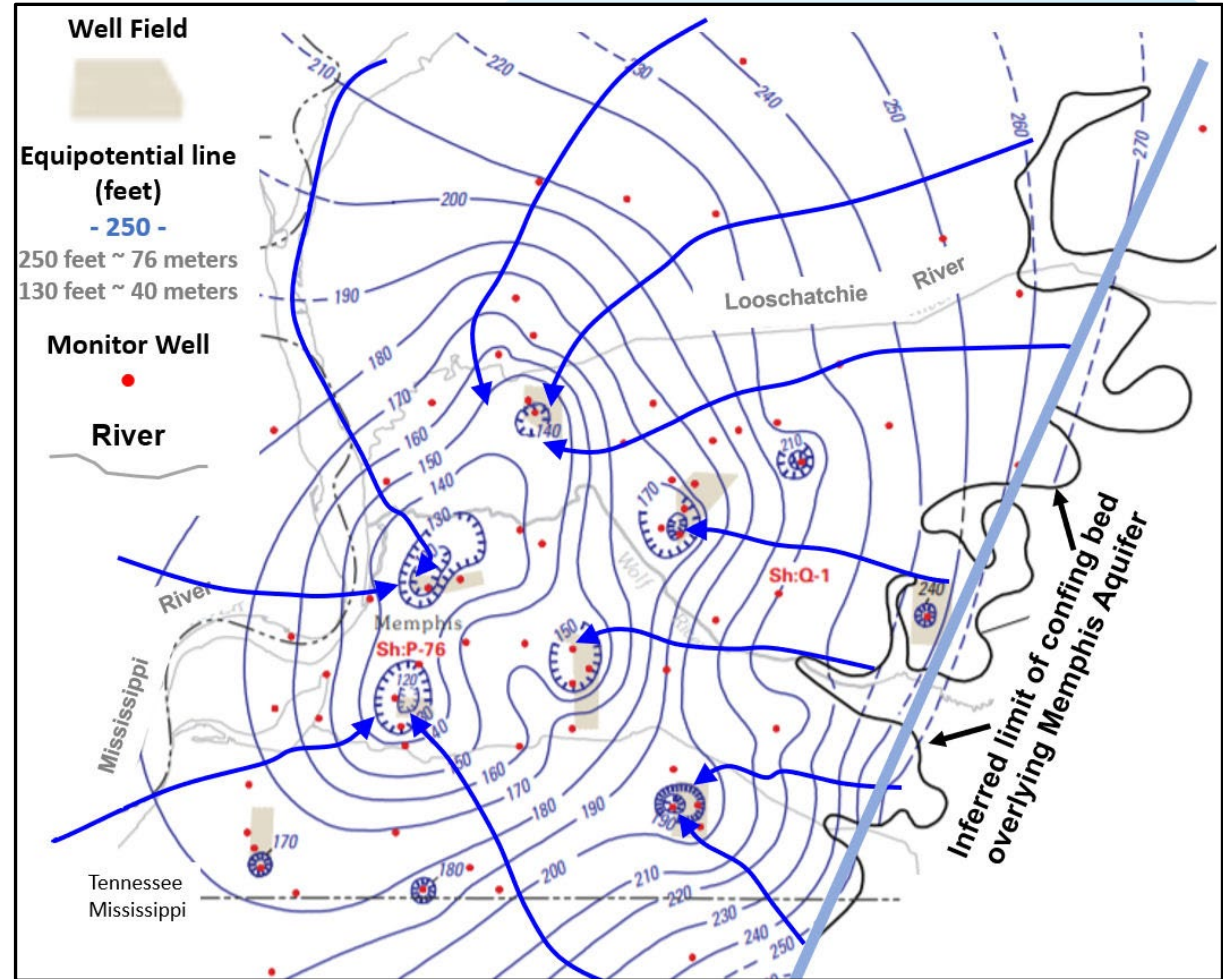 Well Field
Equipotential line
(feet)
- 250 -
250 feet ~ 76 meters
130 feet ~ 40 meters
Monitor Well
River
210
220
240
250
260
270
200
190
180
170
160
150
140
130
140
210
170
Looschatchie
River
Wolf
River
Mississippi
Memphis
Sh:P-76
Sh:Q-1
120
150
240
150
160
170
180
190
200
210
220
230
240
250
190
170
180
Tennessee
Mississippi
Inferred limit of confing bed
overlying Memphis Aquifer